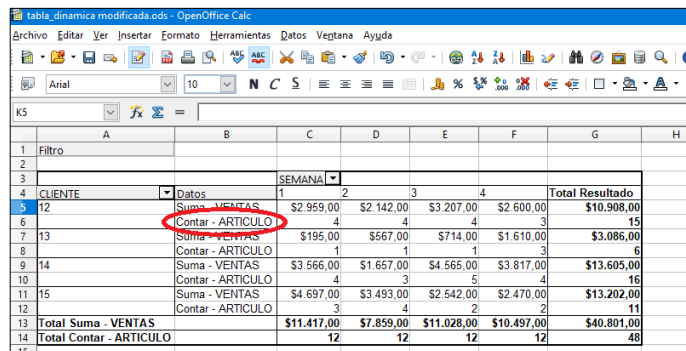 tabla_dinamica modificada.ods - OpenOffice Calc
Archivo Editar Ver Insertar Formato Herramientas Datos Ventana Ayuda
Arial 10 N C S
K5 =
A B C D E F G H
1 Filtro
2
3 SEMANA
4 CLIENTE Datos 1 2 3 4 Total Resultado
5 12 Suma - VENTAS $2.959,00 $2.142,00 $3.207,00 $2.600,00 $10.908,00
6 Contar - ARTICULO 4 4 4 3 15
7 13 Suma - VENTAS $195,00 $567,00 $714,00 $1.610,00 $3.086,00
8 Contar - ARTICULO 1 1 1 3 6
9 14 Suma - VENTAS $3.566,00 $1.657,00 $4.565,00 $3.817,00 $13.605,00
10 Contar - ARTICULO 4 3 5 4 16
11 15 Suma - VENTAS $4.697,00 $3.493,00 $2.542,00 $2.470,00 $13.202,00
12 Contar - ARTICULO 3 4 2 2 11
13 Total Suma - VENTAS $11.417,00 $7.859,00 $11.028,00 $10.497,00 $40.801,00
14 Total Contar - ARTICULO 12 12 12 12 48